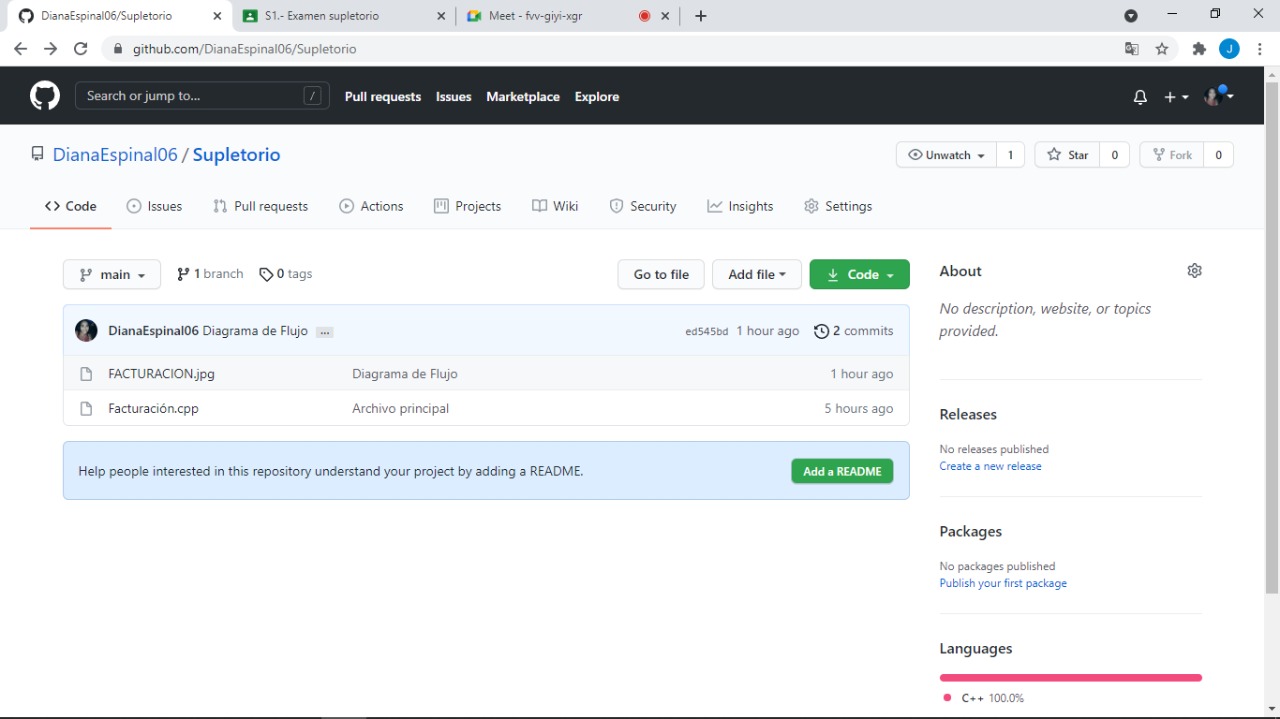 DianaEspinal06/Supletorio
S1.- Examen supletorio
Meet - fvv-giyi-xgr
github.com/DianaEspinal06/Supletorio
J
Search or jump to...
/
Pull requests
Issues
Marketplace
Explore
DianaEspinal06 / Supletorio
Unwatch 1
Star 0
Fork 0
Code
Issues
Pull requests
Actions
Projects
Wiki
Security
Insights
Settings
main
1 branch
0 tags
Go to file
Add file
Code
DianaEspinal06 Diagrama de Flujo ...
ed545bd 1 hour ago
2 commits
FACTURACION.jpg
Diagrama de Flujo
1 hour ago
Facturación.cpp
Archivo principal
5 hours ago
Help people interested in this repository understand your project by adding a README.
Add a README
About
No description, website, or topics
provided.
Releases
No releases published
Create a new release
Packages
No packages published
Publish your first package
Languages
C++ 100.0%